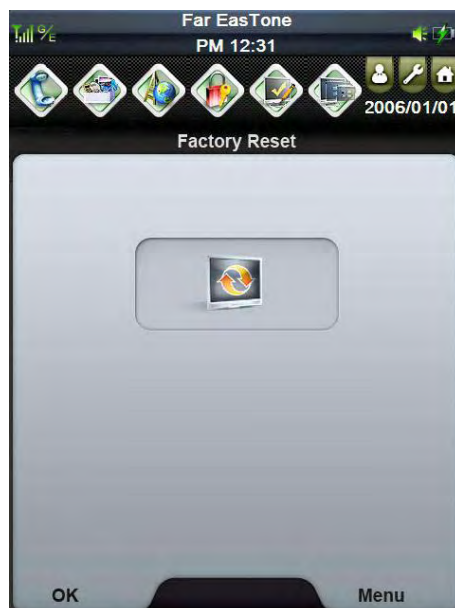 Far EasTone
G/E
PM 12:31
2006/01/01
Factory Reset
OK
Menu